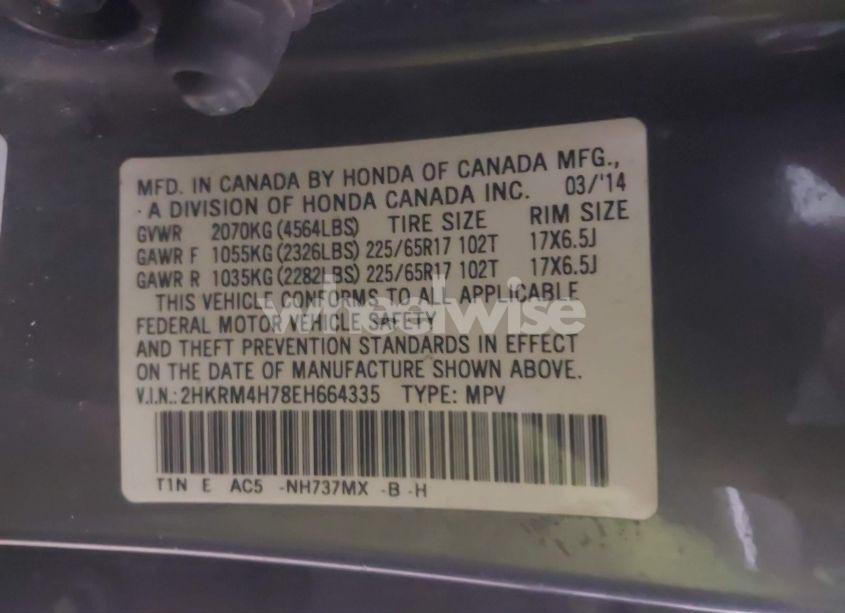 MFD. IN CANADA BY HONDA OF CANADA MFG.,
· A DIVISION OF HONDA CANADA INC. 03/'14
GVWR 2070KG (4564LBS) TIRE SIZE RIM SIZE
GAWR F 1055KG (2326LBS) 225/65R17 102T 17X6.5J
GAWR R 1035KG (2282LBS) 225/65R17 102T 17X6.5J
THIS VEHICLE CONFORMS TO ALL APPLICABLE
FEDERAL MOTOR VEHICLE SAFETY
AND THEFT PREVENTION STANDARDS IN EFFECT
ON THE DATE OF MANUFACTURE SHOWN ABOVE.
V.I.N.: 2HKRM4H78EH664335 TYPE: MPV
T1N E AC5 -NH737MX -B -H
wheelwise